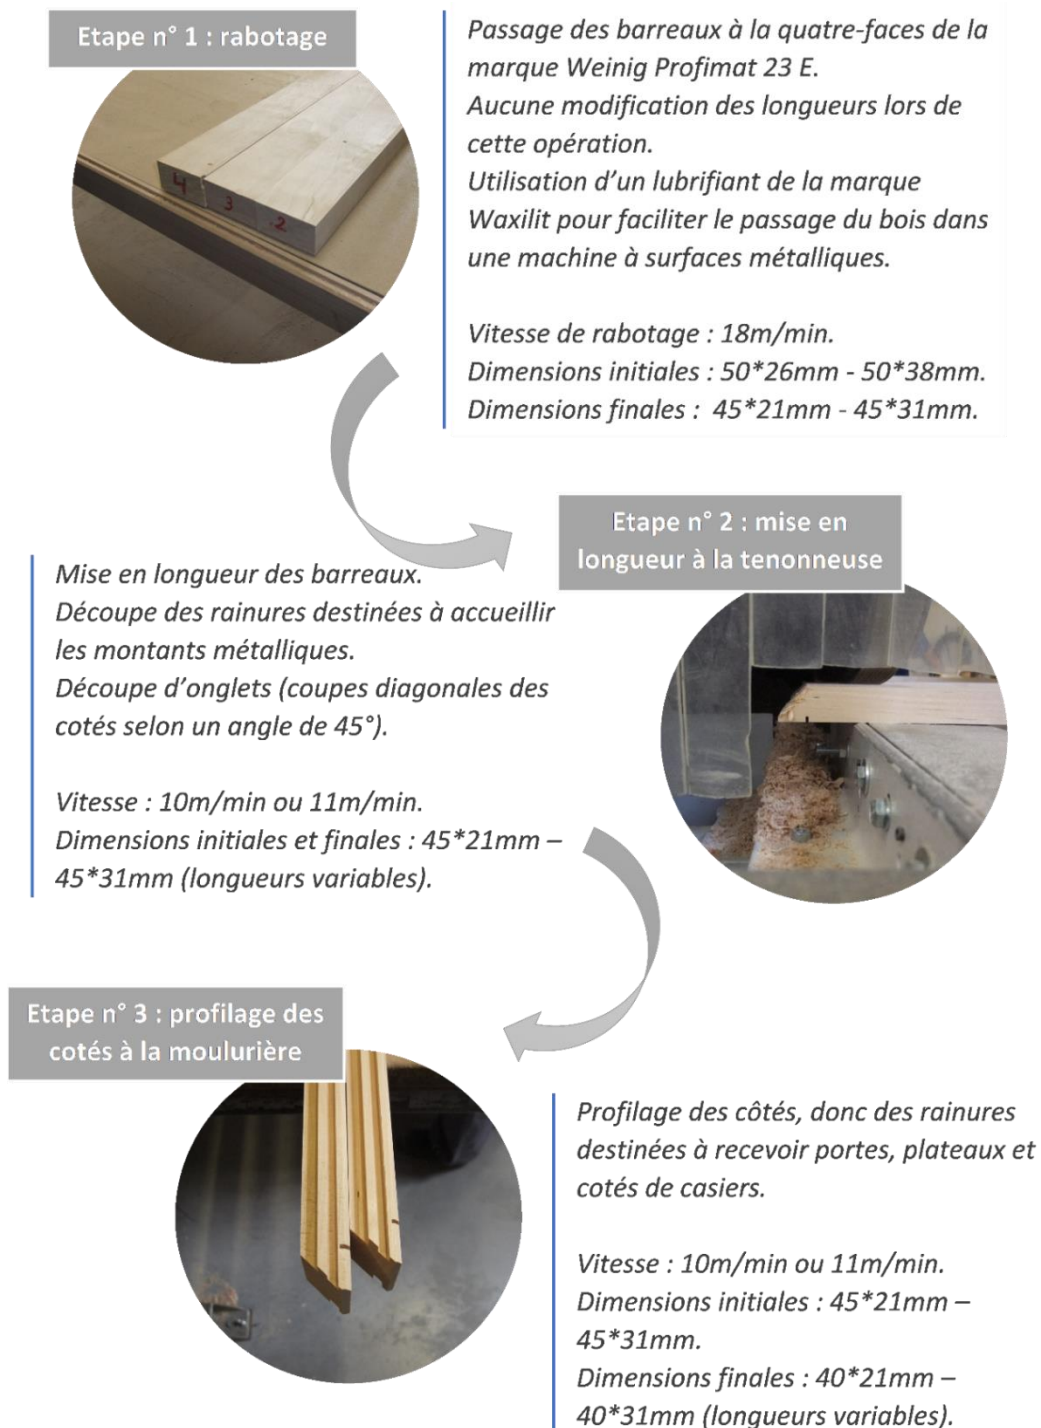 Etape n° 1 : rabotage
Passage des barreaux à la quatre-faces de la
marque Weinig Profimat 23 E.
Aucune modification des longueurs lors de
cette opération.
Utilisation d’un lubrifiant de la marque
Waxilit pour faciliter le passage du bois dans
une machine à surfaces métalliques.
Vitesse de rabotage : 18m/min.
Dimensions initiales : 50*26mm - 50*38mm.
Dimensions finales : 45*21mm - 45*31mm.
4
3
2
Etape n° 2 : mise en
longueur à la tenonneuse
Mise en longueur des barreaux.
Découpe des rainures destinées à accueillir
les montants métalliques.
Découpe d’onglets (coupes diagonales des
cotés selon un angle de 45°).
Vitesse : 10m/min ou 11m/min.
Dimensions initiales et finales : 45*21mm –
45*31mm (longueurs variables).
Etape n° 3 : profilage des
cotés à la moulurière
Profilage des côtés, donc des rainures
destinées à recevoir portes, plateaux et
cotés de casiers.
Vitesse : 10m/min ou 11m/min.
Dimensions initiales : 45*21mm –
45*31mm.
Dimensions finales : 40*21mm –
40*31mm (longueurs variables).